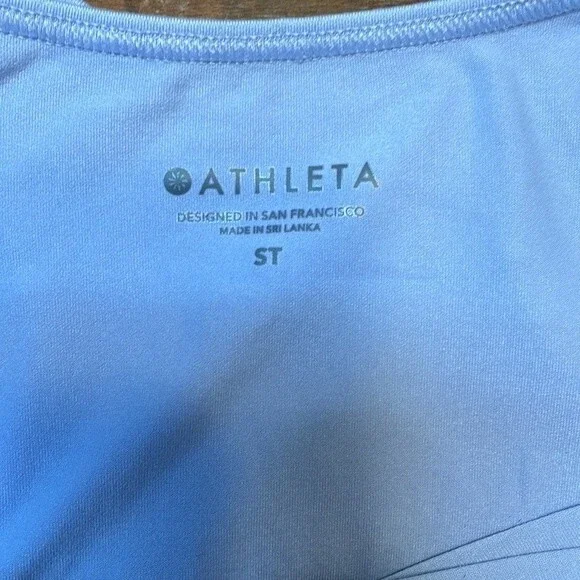 ATHLETA
DESIGNED IN SAN FRANCISCO
MADE IN SRI LANKA
ST